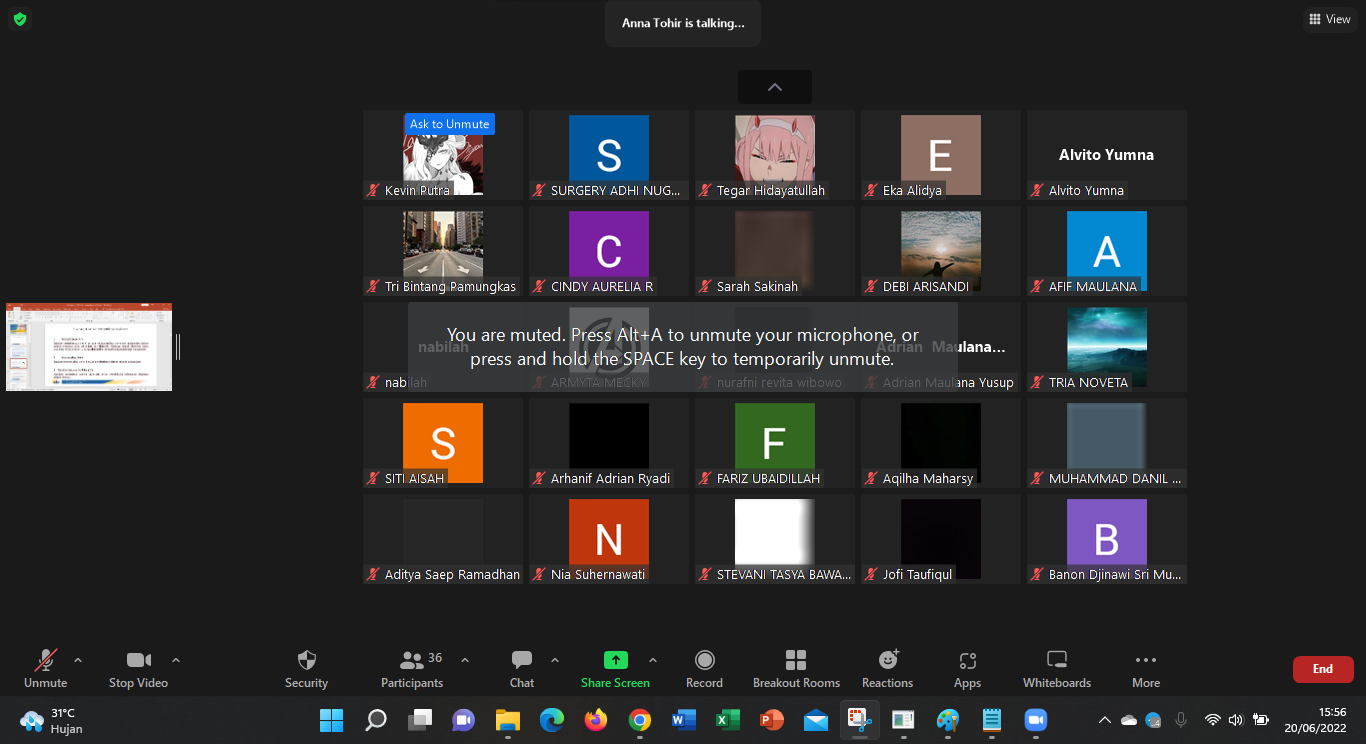 Anna Tohir is talking...
View
Ask to Unmute
Kevin Putra
S
SURGERY ADHI NUG...
Tegar Hidayatullah
E
Eka Alidya
Alvito Yumna
Alvito Yumna
Tri Bintang Pamungkas
C
CINDY AURELIA R
Sarah Sakinah
DEBI ARISANDI
A
AFIF MAULANA
You are muted. Press Alt+A to unmute your microphone, or
press and hold the SPACE key to temporarily unmute.
nabilah
Adrian Maulana...
nabilah
ARMYTA MECKY
nurafni revita wibowo
Adrian Maulana Yusup
TRIA NOVETA
S
SITI AISAH
Arhanif Adrian Ryadi
F
FARIZ UBAIDILLAH
Aqilha Maharsy
MUHAMMAD DANIL ...
Aditya Saep Ramadhan
N
Nia Suhernawati
STEVANI TASYA BAWA...
Jofi Taufiqul
B
Banon Djinawi Sri Mu...
Unmute
Stop Video
Security
Participants
36
Chat
Share Screen
Record
Breakout Rooms
Reactions
Apps
Whiteboards
More
End
31°C
Hujan
15:56
20/06/2022